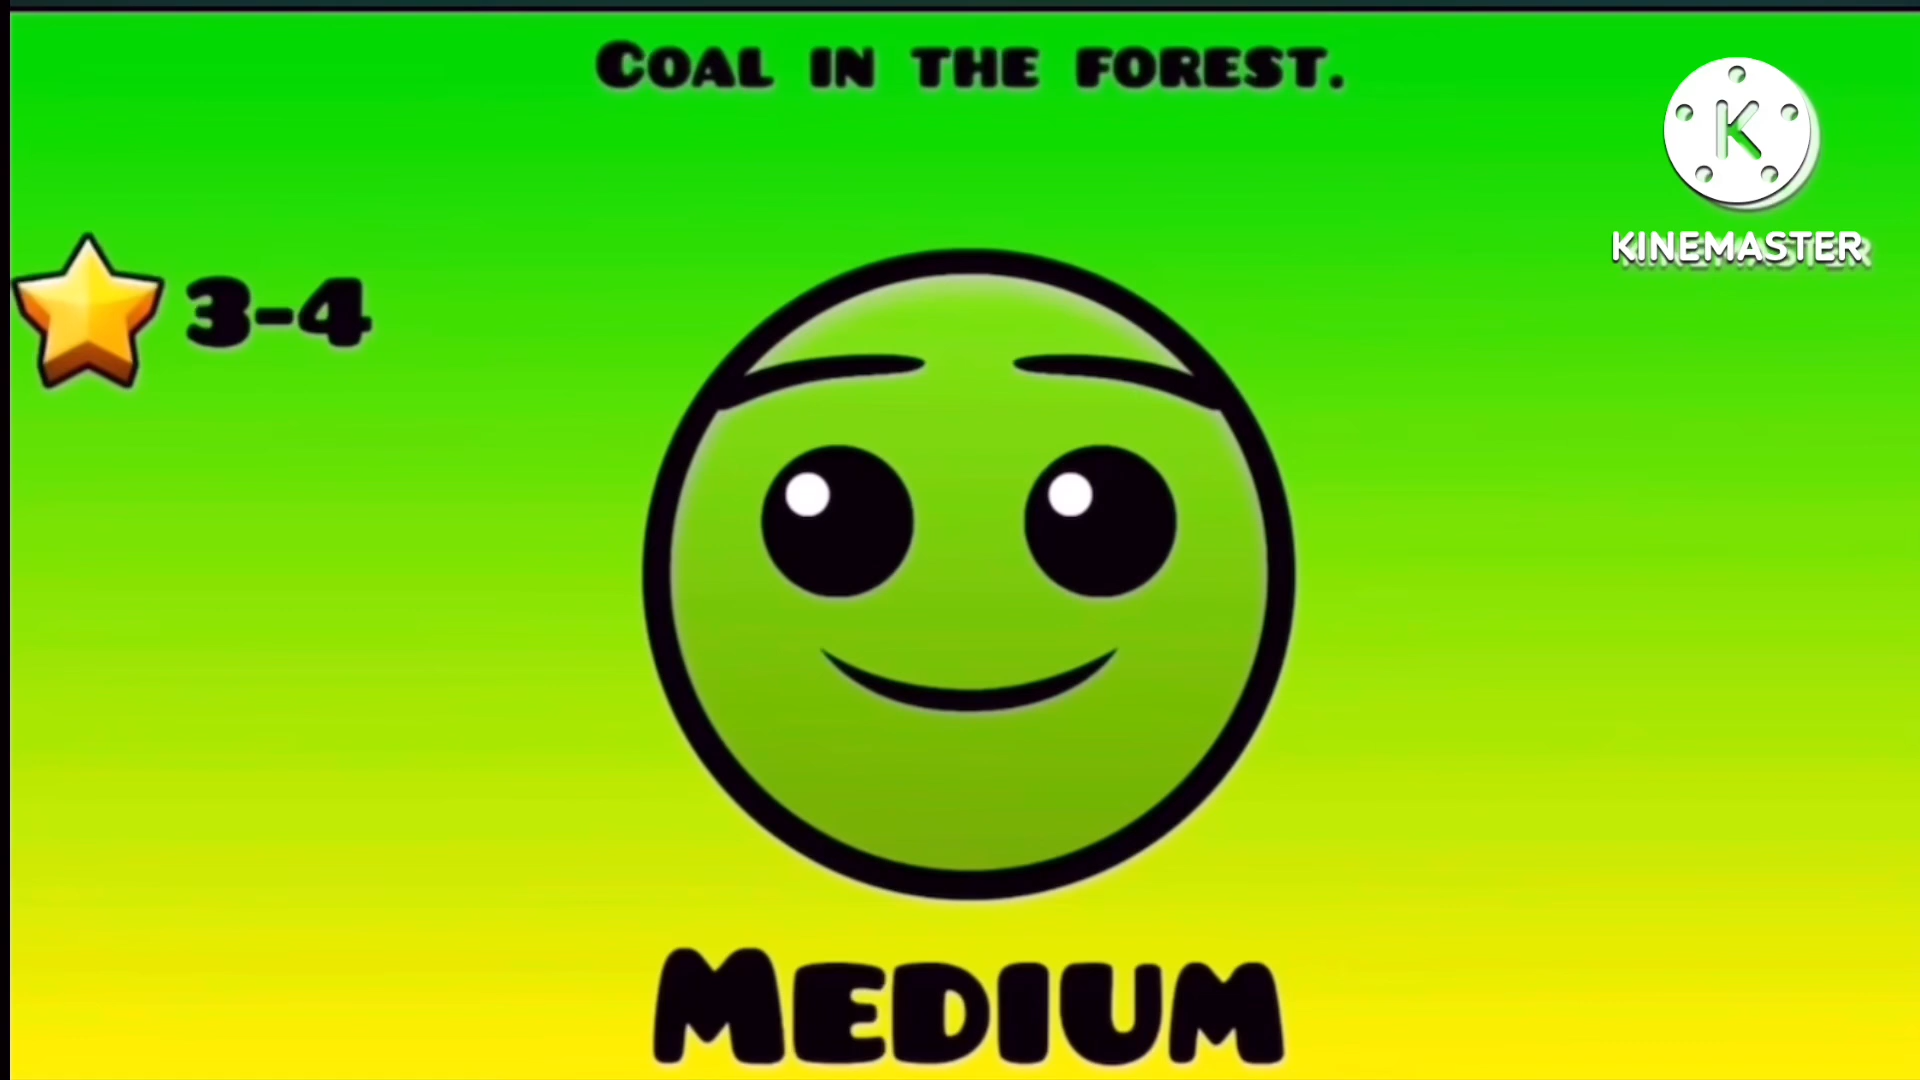 COAL IN THE FOREST.
K
KINEMASTER
3-4
MEDIUM